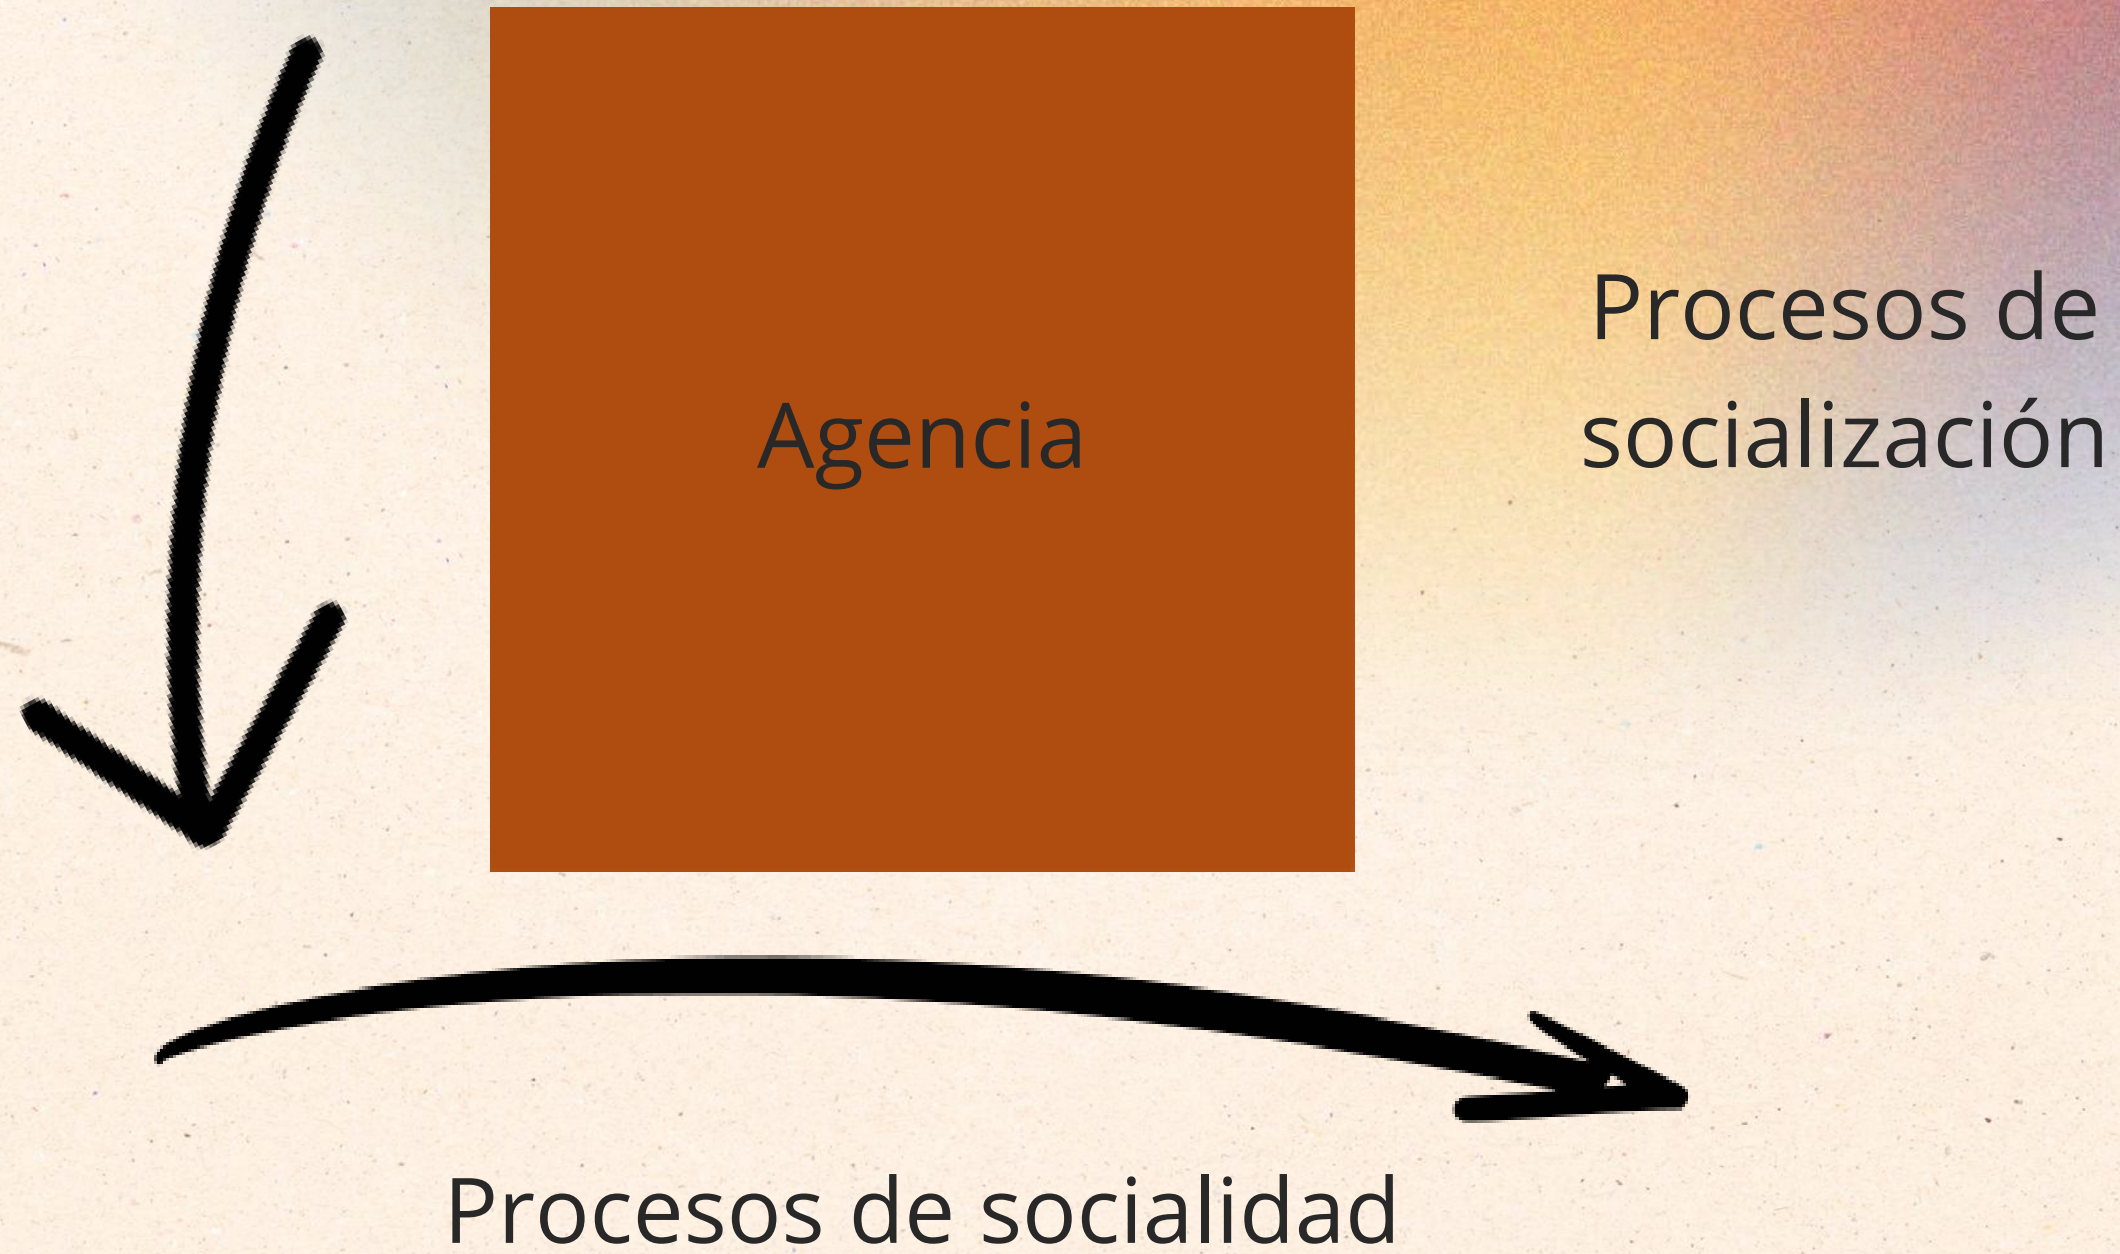 Procesos de
socialización
Agencia
Procesos de socialidad